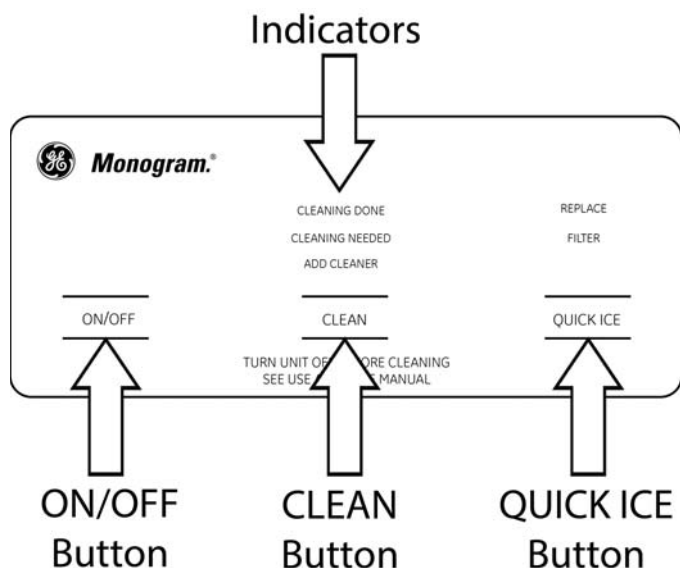 Indicators
GE Monogram.®
CLEANING DONE
REPLACE
CLEANING NEEDED
FILTER
ADD CLEANER
ON/OFF
CLEAN
QUICK ICE
TURN UNIT ORE CLEANING
SEE USE MANUAL
ON/OFF
Button
CLEAN
Button
QUICK ICE
Button